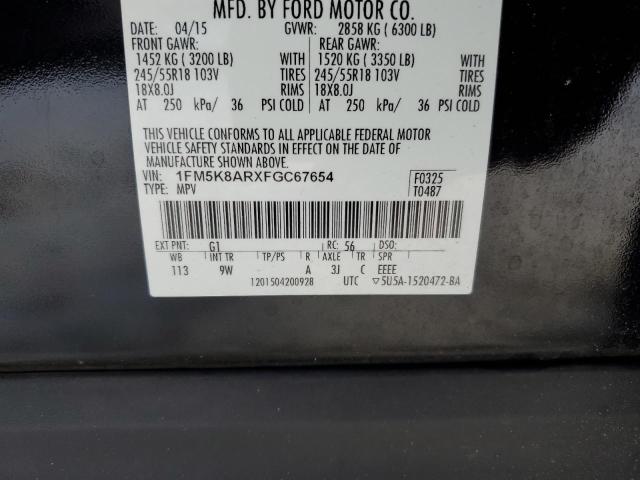 MFD. BY FORD MOTOR CO.
DATE: 04/15 GVWR: 2858 KG ( 6300 LB)
FRONT GAWR: REAR GAWR:
1452 KG ( 3200 LB) WITH 1520 KG ( 3350 LB) WITH
245/55R18 103V TIRES 245/55R18 103V TIRES
18X8.0J RIMS 18X8.0J RIMS
AT 250 kPa/ 36 PSI COLD AT 250 kPa/ 36 PSI COLD
THIS VEHICLE CONFORMS TO ALL APPLICABLE FEDERAL MOTOR
VEHICLE SAFETY STANDARDS IN EFFECT ON THE DATE OF
MANUFACTURE SHOWN ABOVE.
VIN: 1FM5K8ARXFGC67654 F0325
TYPE: MPV T0487
EXT PNT: G1 RC: 56 DSO:
WB INT TR TP/PS R AXLE TR SPR
113 9W A 3J C EEEE
1201504200928 UTC ▽5U5A-1520472-BA